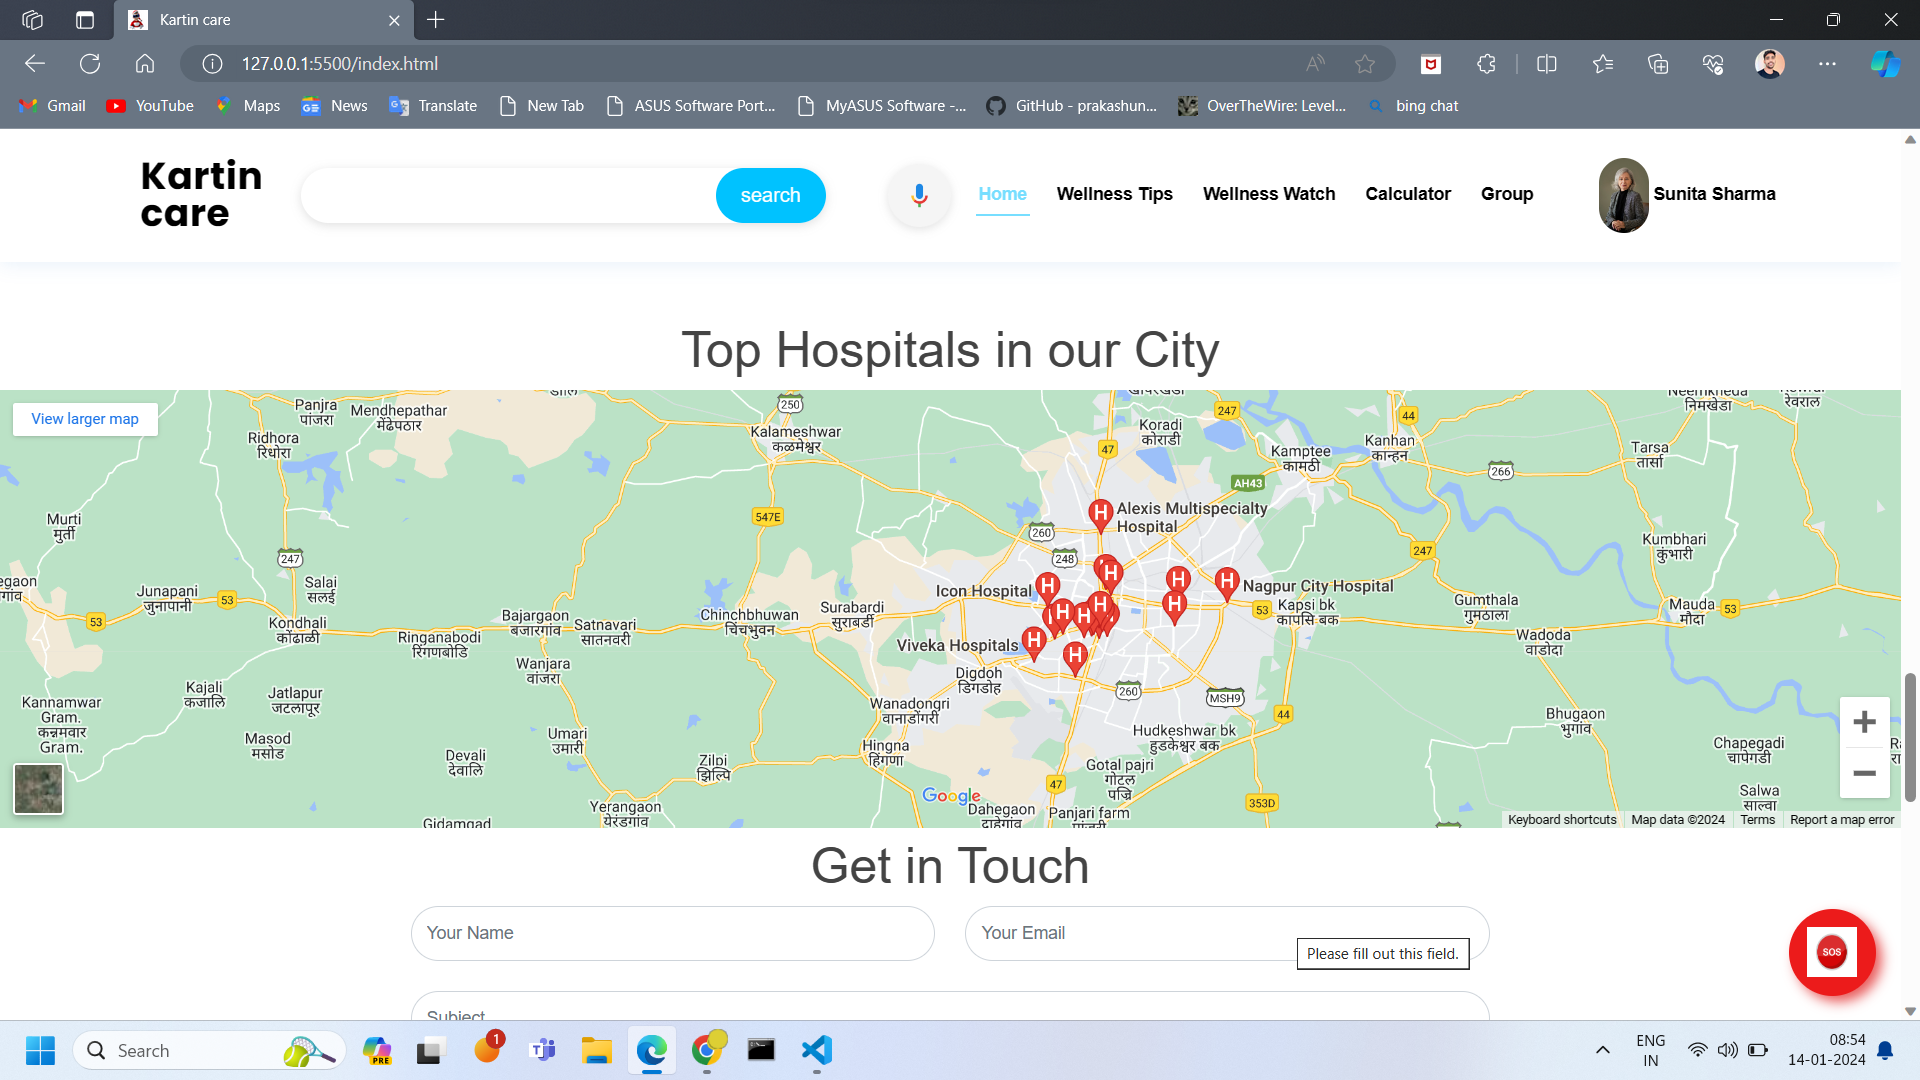 Kartin care
127.0.0.1:5500/index.html
Gmail
YouTube
Maps
News
Translate
New Tab
ASUS Software Port...
MyASUS Software -...
GitHub - prakashun...
OverTheWire: Level...
bing chat
Kartin
care
search
Home
Wellness Tips
Wellness Watch
Calculator
Group
Sunita Sharma
Top Hospitals in our City
View larger map
Panjra
पांजरा
Mendhepathar
मेंढेपठार
Ridhora
रिधोरा
250
Kalameshwar
कळमेश्वर
247
44
Koradi
कोराडी
47
Kamptee
कामठी
Kanhan
कान्हन
निमखेडा
रेवराल
Tarsa
तार्सा
266
AH43
Murti
मुर्ती
547E
Alexis Multispecialty
Hospital
260
248
247
Kumbhari
कुंभारी
247
Salai
सलई
Junapani
जुनापानी
53
53
Kondhali
कोंढाळी
Ringanabodi
रिंगणबोडि
Bajargaon
बजारगांव
Satnavari
सातनवरी
Wanjara
वांजरा
Chinchbhuwan
चिंचभुवन
Surabardi
सुराबर्डी
Icon Hospital
Nagpur City Hospital
53
Kapsi bk
कापसि बक
Gumthala
गुमठाला
Mauda
मौदा
53
Wadoda
वाडोदा
Viveka Hospitals
Digdoh
डिगडोह
260
MSH9
44
Kannamwar
Gram.
कन्नमवार
Gram.
Kajali
कजालि
Jatlapur
जटलापूर
Masod
मसोड
Devali
देवालि
Umari
उमारी
Zilpi
झिल्पि
Wanadongri
वानाडोंगरी
Hingna
हिंगणा
Hudkeshwar bk
हुडकेश्वर बक
Bhugaon
भुगांव
Chapegadi
चापेगडी
Gotal pajri
गोटल
पज्रि
47
353D
Salwa
साल्वा
Yerangaon
येरंडगांव
Gidamgad
Google
Dahegaon
दाहेगांव
Panjari farm
Keyboard shortcuts
Map data ©2024
Terms
Report a map error
Get in Touch
Your Name
Your Email
Please fill out this field.
SOS
Subject
Search
PRE
1
ENG
IN
08:54
14-01-2024